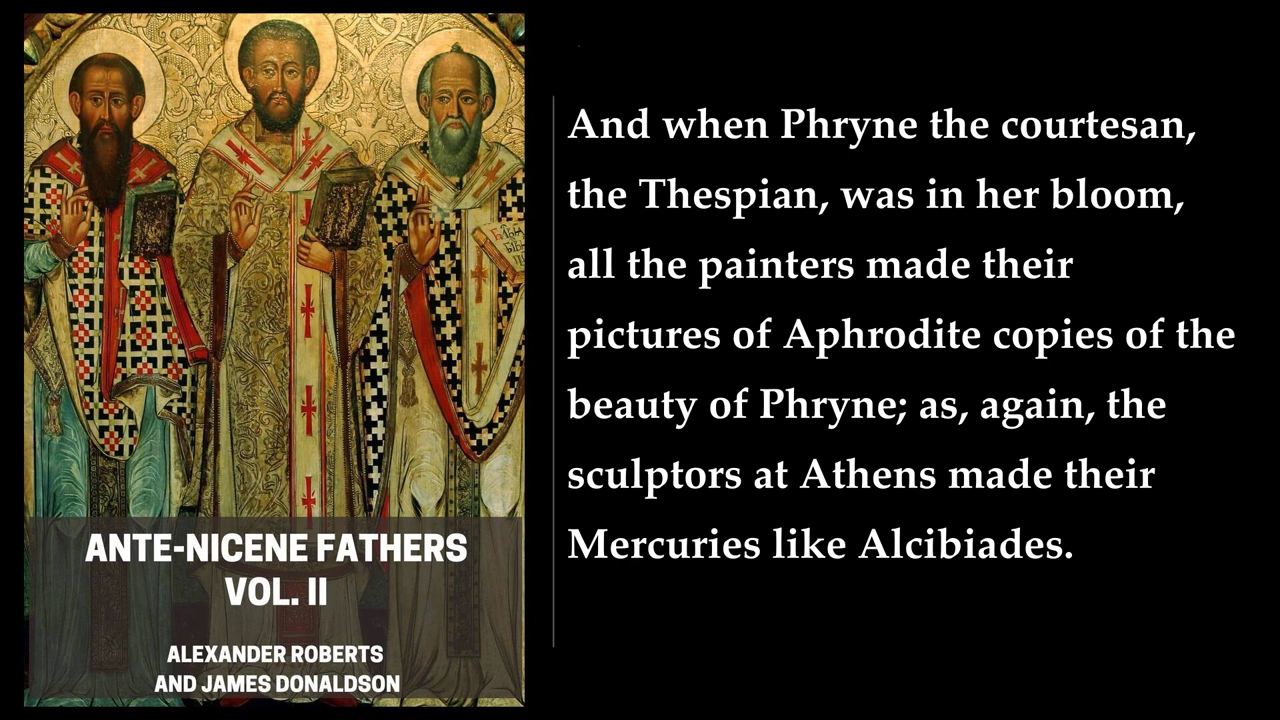 ANTE-NICENE FATHERS
VOL. II
ALEXANDER ROBERTS
AND JAMES DONALDSON
And when Phryne the courtesan,
the Thespian, was in her bloom,
all the painters made their
pictures of Aphrodite copies of the
beauty of Phryne; as, again, the
sculptors at Athens made their
Mercuries like Alcibiades.